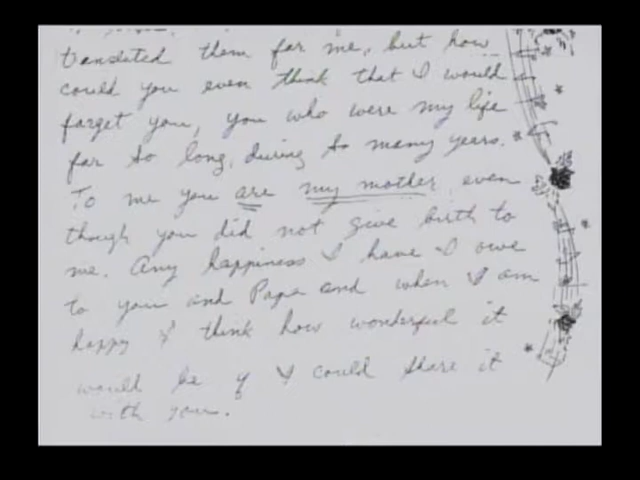 translated them for me, but how
could you even think that I would
forget you, you who were my life
for so long, during so many years.
To me you are my mother, even
though you did not give birth to
me. Any happiness I have I owe
to you and Papa and when I am
happy I think how wonderful it
would be if I could share it
with you.